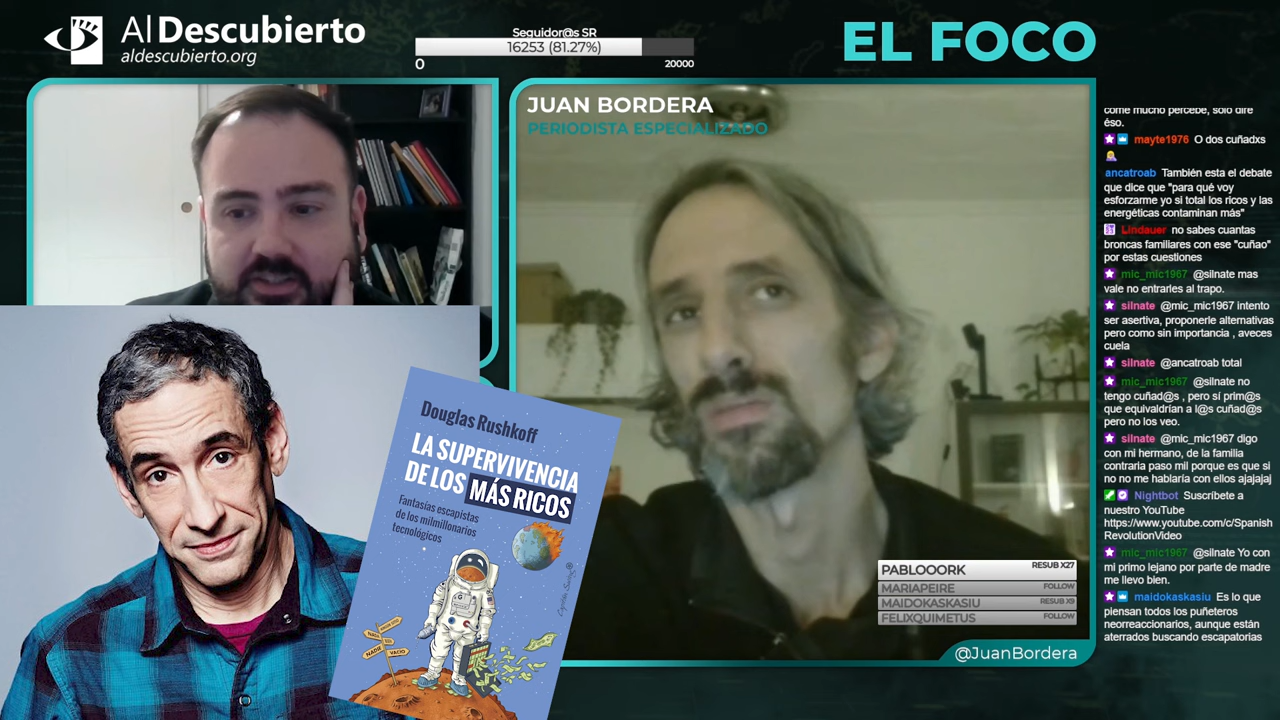 Al Descubierto
aldescubierto.org
Seguidor@s SR
16253 (81.27%)
0
20000
EL FOCO
JUAN BORDERA
PERIODISTA ESPECIALIZADO
Douglas Rushkoff
LA SUPERVIVENCIA
DE LOS MÁS RICOS
Fantasías escapistas
de los milmillonarios
tecnológicos
NADIE
NADIE
VACÍO
PABLOOORK RESUB X27
MARIAPEIRE FOLLOW
MAIDOKASKASIU RESUB X9
FELIXQUIMETUS FOLLOW
@JuanBordera
come mucho percebe, solo diré
éso.
mayte1976 O dos cuñadxs
ancatroab También esta el debate
que dice que "para qué voy
esforzarme yo si total los ricos y las
energéticas contaminan más"
Lindauer no sabes cuantas
broncas familiares con ese "cuñao"
por estas cuestiones
mic_mic1967 @silnate mas
vale no entrarles al trapo.
silnate @mic_mic1967 intento
ser asertiva, proponerle alternativas
pero como sin importancia , aveces
cuela
silnate @ancatroab total
mic_mic1967 @silnate no
tengo cuñad@s , pero sí prim@s
que equivaldrían a l@s cuñad@s
pero no los veo.
silnate @mic_mic1967 digo
con mi hermano, de la familia
contraria paso mil porque es que si
no no me hablaría con ellos ajajajaj
Nightbot Suscríbete a
nuestro YouTube
https://www.youtube.com/c/Spanish
RevolutionVideo
mic_mic1967 @silnate Yo con
mi primo lejano por parte de madre
me llevo bien.
maidokaskasiu Es lo que
piensan todos los puñeteros
neorreaccionarios, aunque están
aterrados buscando escapatorias